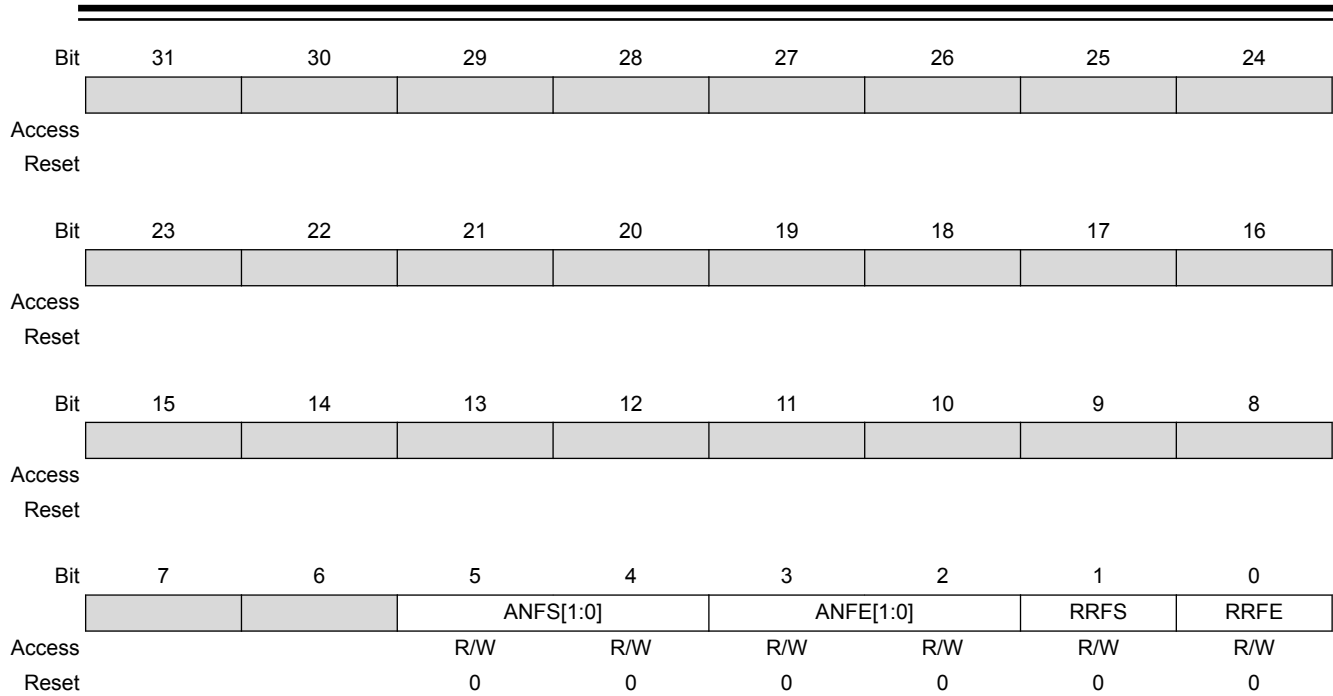 Bit 31 30 29 28 27 26 25 24
Access
Reset
Bit 23 22 21 20 19 18 17 16
Access
Reset
Bit 15 14 13 12 11 10 9 8
Access
Reset
Bit 7 6 5 4 3 2 1 0
ANFS[1:0] ANFE[1:0] RRFS RRFE
Access R/W R/W R/W R/W R/W R/W
Reset 0 0 0 0 0 0